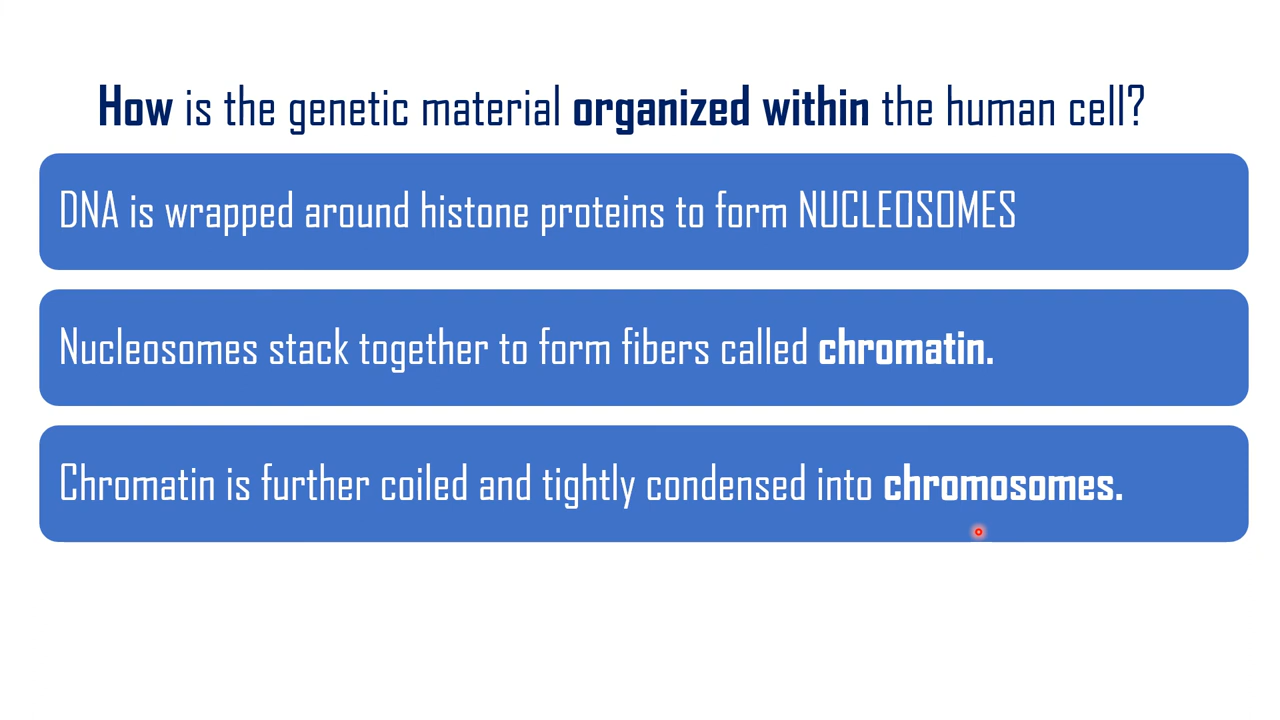 How is the genetic material organized within the human cell?
DNA is wrapped around histone proteins to form NUCLEOSOMES
Nucleosomes stack together to form fibers called chromatin.
Chromatin is further coiled and tightly condensed into chromosomes.